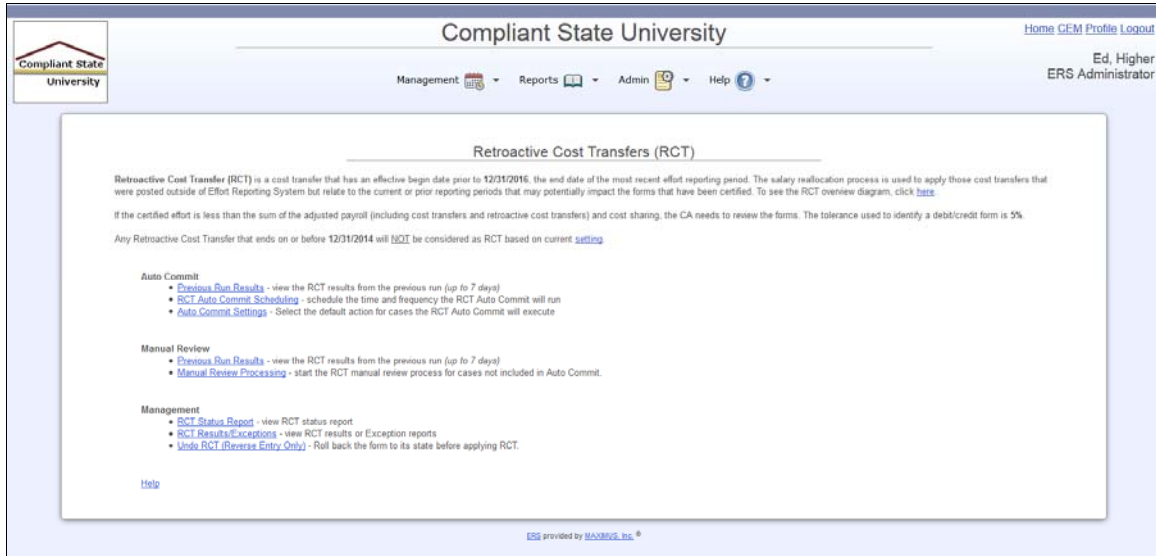 Compliant State University
Home CEM Profile Logout
Compliant State
University
Ed, Higher
ERS Administrator
Management Reports Admin Help
Retroactive Cost Transfers (RCT)
Retroactive Cost Transfer (RCT) is a cost transfer that has an effective begin date prior to 12/31/2016, the end date of the most recent effort reporting period. The salary reallocation process is used to apply those cost transfers that
were posted outside of Effort Reporting System but relate to the current or prior reporting periods that may potentially impact the forms that have been certified. To see the RCT overview diagram, click here.
If the certified effort is less than the sum of the adjusted payroll (including cost transfers and retroactive cost transfers) and cost sharing, the CA needs to review the forms. The tolerance used to identify a debit/credit form is 5%.
Any Retroactive Cost Transfer that ends on or before 12/31/2014 will NOT be considered as RCT based on current setting.
Auto Commit
• Previous Run Results - view the RCT results from the previous run (up to 7 days)
• RCT Auto Commit Scheduling - schedule the time and frequency the RCT Auto Commit will run
• Auto Commit Settings - Select the default action for cases the RCT Auto Commit will execute
Manual Review
• Previous Run Results - view the RCT results from the previous run (up to 7 days)
• Manual Review Processing - start the RCT manual review process for cases not included in Auto Commit.
Management
• RCT Status Report - view RCT status report
• RCT Results/Exceptions - view RCT results or Exception reports
• Undo RCT (Reverse Entry Only) - Roll back the form to its state before applying RCT.
Help
ERS provided by MAXIMUS, Inc. ®